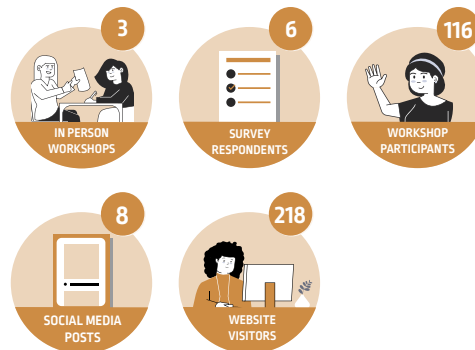 3
IN PERSON
WORKSHOPS
6
SURVEY
RESPONDENTS
116
WORKSHOP
PARTICIPANTS
8
SOCIAL MEDIA
POSTS
218
WEBSITE
VISITORS